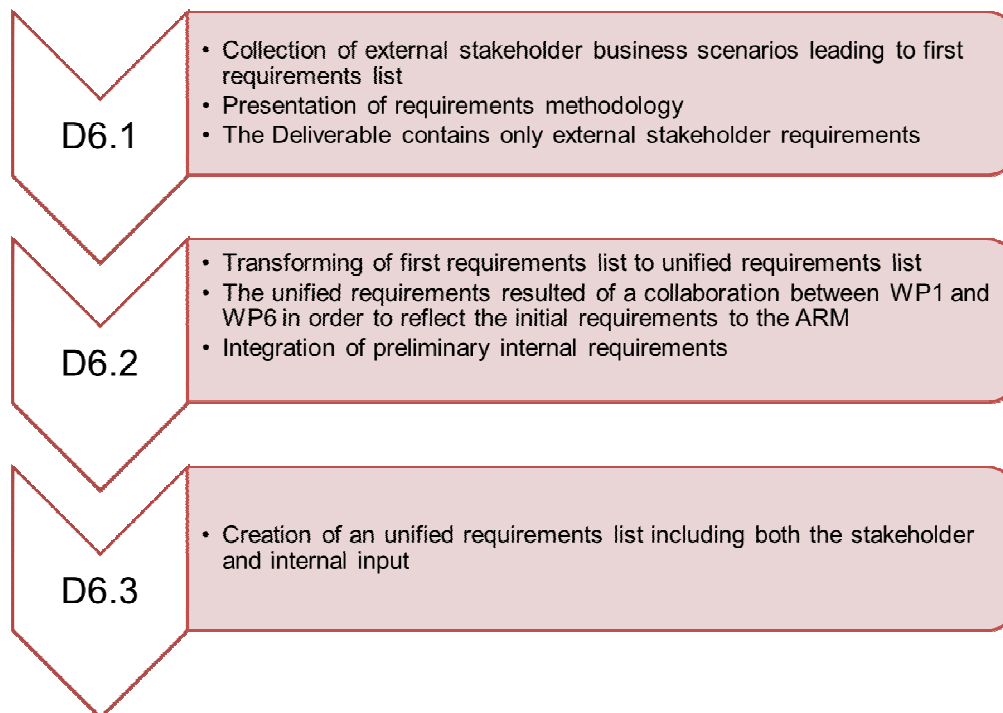 • Collection of external stakeholder business scenarios leading to first
requirements list
• Presentation of requirements methodology
• The Deliverable contains only external stakeholder requirements
D6.1
• Transforming of first requirements list to unified requirements list
• The unified requirements resulted of a collaboration between WP1 and
WP6 in order to reflect the initial requirements to the ARM
• Integration of preliminary internal requirements
D6.2
• Creation of an unified requirements list including both the stakeholder
and internal input
D6.3